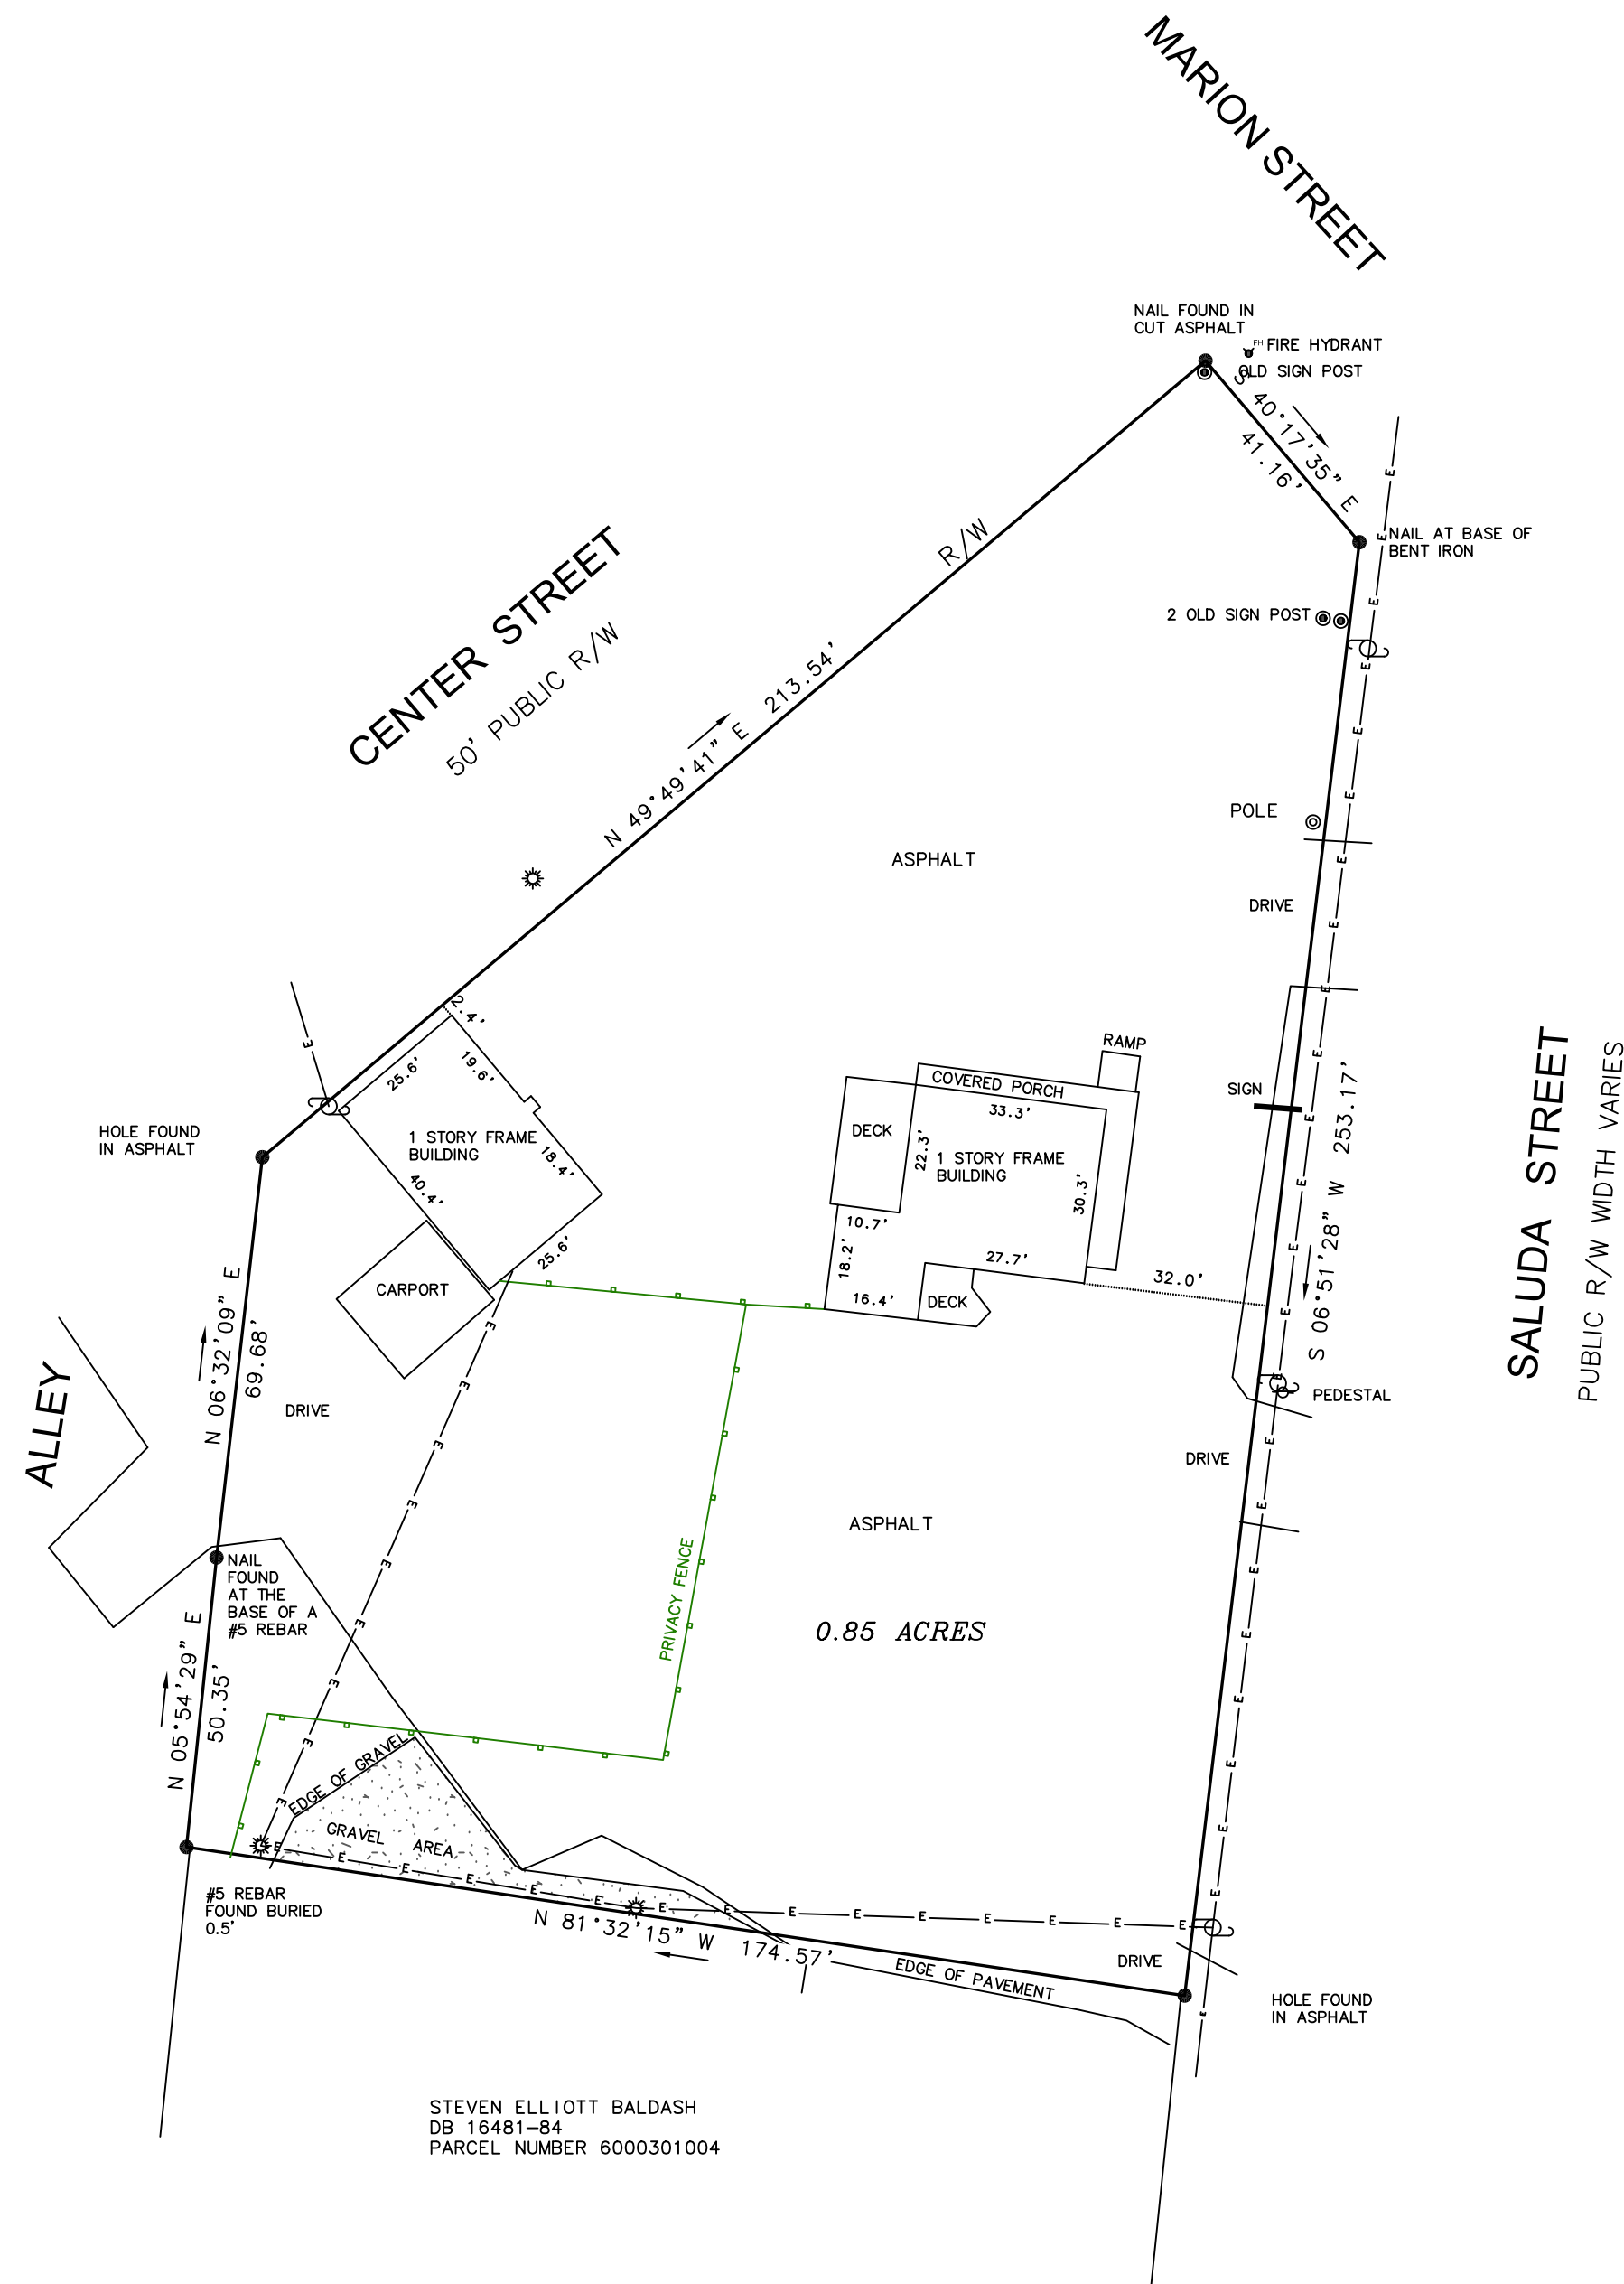 MARION STREET
NAIL FOUND IN
CUT ASPHALT
FH
FIRE HYDRANT
OLD SIGN POST
S 40°17'35" E
41.16'
NAIL AT BASE OF
BENT IRON
2 OLD SIGN POST
R/W
CENTER STREET
50' PUBLIC R/W
N 49°49'41" E 213.54'
POLE
ASPHALT
DRIVE
2.4'
25.6'
19.6'
HOLE FOUND
IN ASPHALT
1 STORY FRAME
BUILDING
18.4'
40.4'
25.6'
CARPORT
RAMP
COVERED PORCH
33.3'
DECK
22.3'
1 STORY FRAME
BUILDING
30.3'
10.7'
18.2'
27.7'
16.4'
DECK
32.0'
SIGN
S 06°51'28" W 253.17'
SALUDA STREET
PUBLIC R/W WIDTH VARIES
PEDESTAL
DRIVE
ALLEY
N 06°32'09" E
69.68'
DRIVE
ASPHALT
NAIL
FOUND
AT THE
BASE OF A
#5 REBAR
PRIVACY FENCE
0.85 ACRES
N 05°54'29" E
50.35'
EDGE OF GRAVEL
GRAVEL AREA
#5 REBAR
FOUND BURIED
0.5'
N 81°32'15" W 174.57'
EDGE OF PAVEMENT
DRIVE
HOLE FOUND
IN ASPHALT
STEVEN ELLIOTT BALDASH
DB 16481-84
PARCEL NUMBER 6000301004
E E E E E E E E E E E E E E E E E E E E E E E E E
E
E E E E E E E E E
E E E E E E E E E E E E E E E